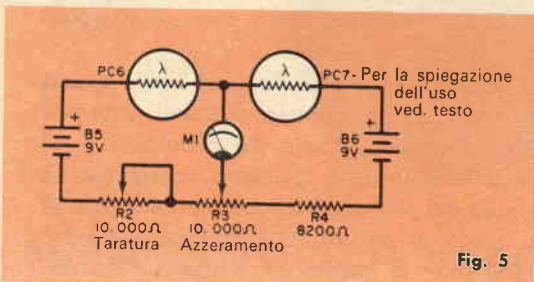 λ
λ
PC6
PC7- Per la spiegazione
dell'uso
ved. testo
+
B5
9V
M1
+
B6
9V
R2
10.000Ω
Taratura
R3
10.000Ω
Azzeramento
R4
8200Ω
Fig. 5